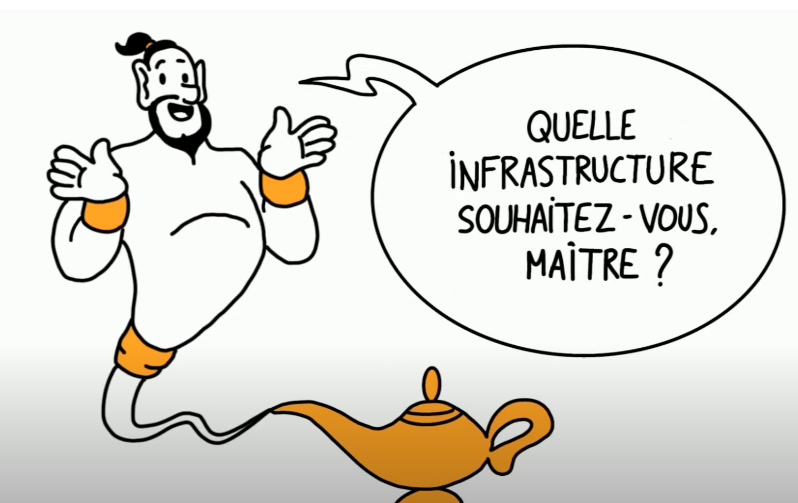 QUELLE
INFRASTRUCTURE
SOUHAITEZ-VOUS,
MAÎTRE ?